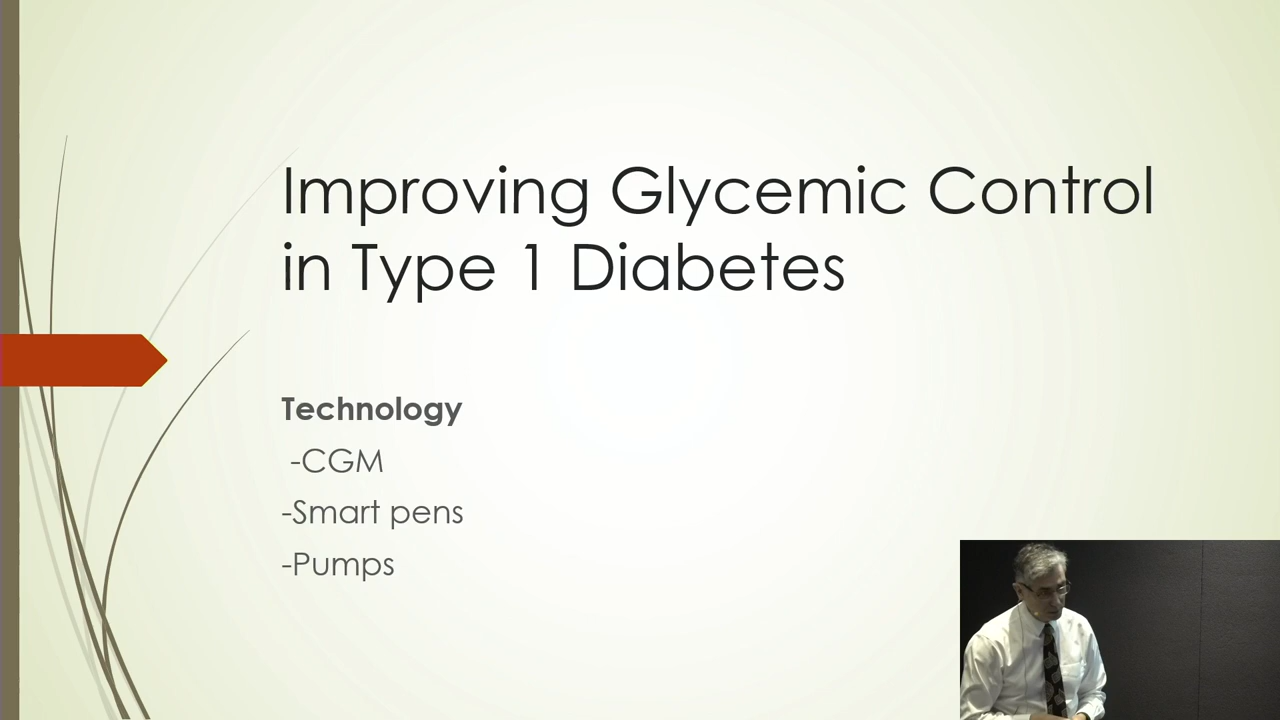 Improving Glycemic Control
in Type 1 Diabetes
Technology
-CGM
-Smart pens
-Pumps